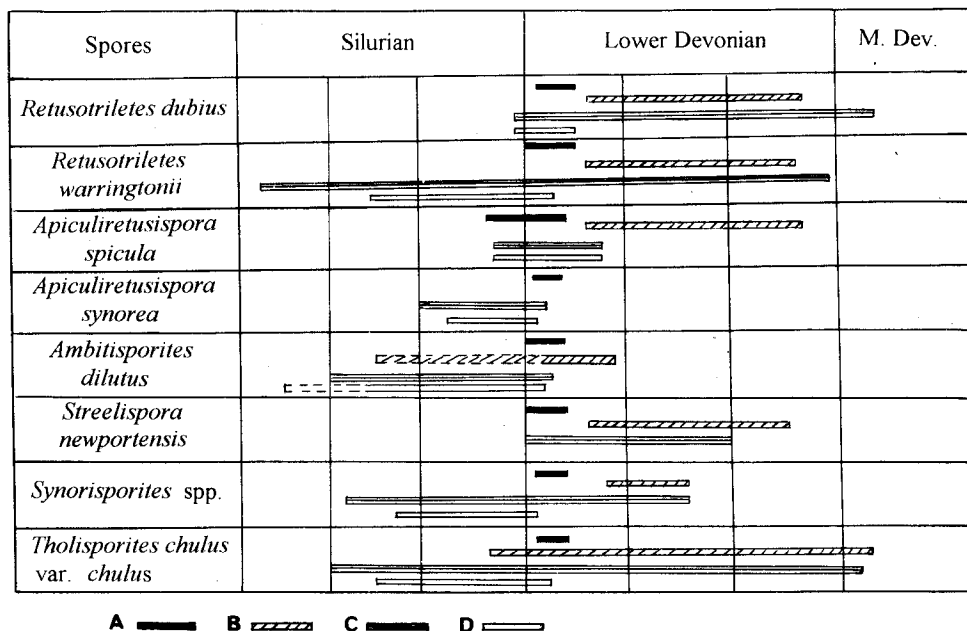 Spores Silurian Lower Devonian M. Dev.
Retusotriletes dubius
Retusotriletes
warringtonii
Apiculiretusispora
spicula
Apiculiretusispora
synorea
Ambitisporites
dilutus
Streelispora
newportensis
Synorisporites spp.
Tholisporites chulus
var. chulus
A B C D